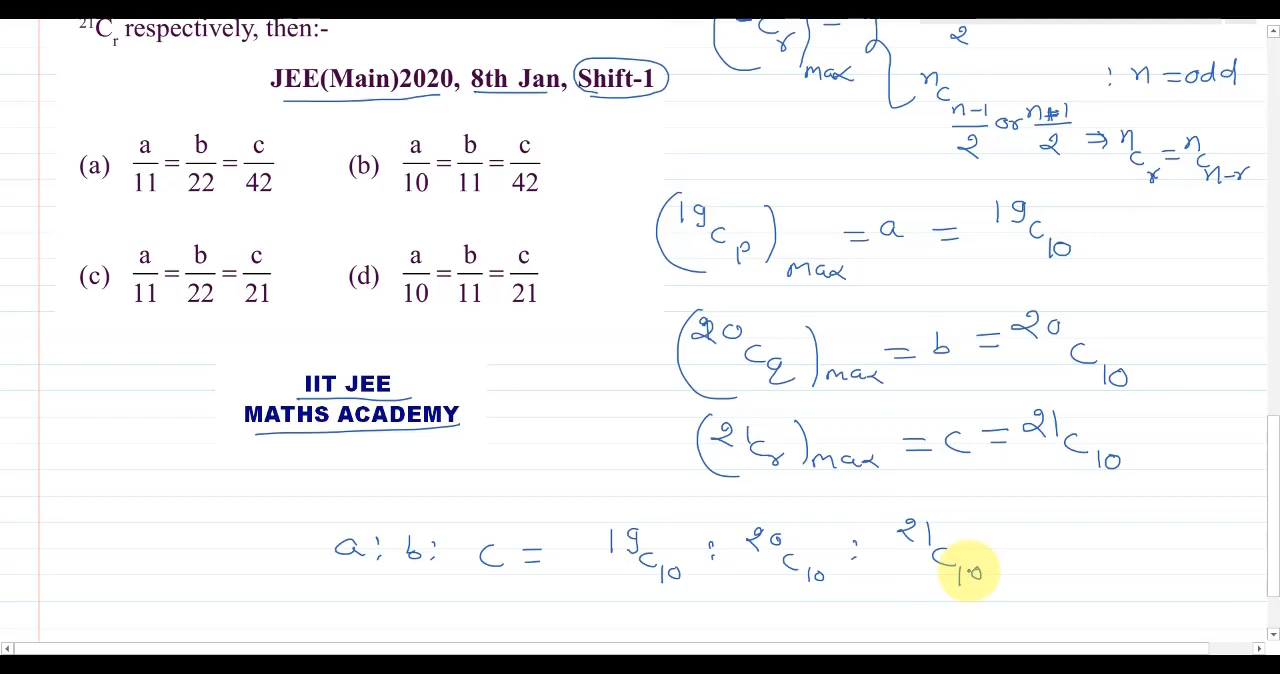 ²¹Cᵣ respectively, then:-
JEE(Main)2020, 8th Jan, Shift-1
(a) a/11 = b/22 = c/42 (b) a/10 = b/11 = c/42
(c) a/11 = b/22 = c/21 (d) a/10 = b/11 = c/21
IIT JEE
MATHS ACADEMY
Cᵣ) max = { 2
ⁿC n-1/2 or n+1/2 : n = odd
⇒ ⁿCᵣ = ⁿCₙ₋ᵣ
(¹⁹Cₚ) max = a = ¹⁹C₁₀
(²⁰C_q) max = b = ²⁰C₁₀
(²¹Cᵣ) max = c = ²¹C₁₀
a : b : c = ¹⁹C₁₀ : ²⁰C₁₀ : ²¹C₁₀